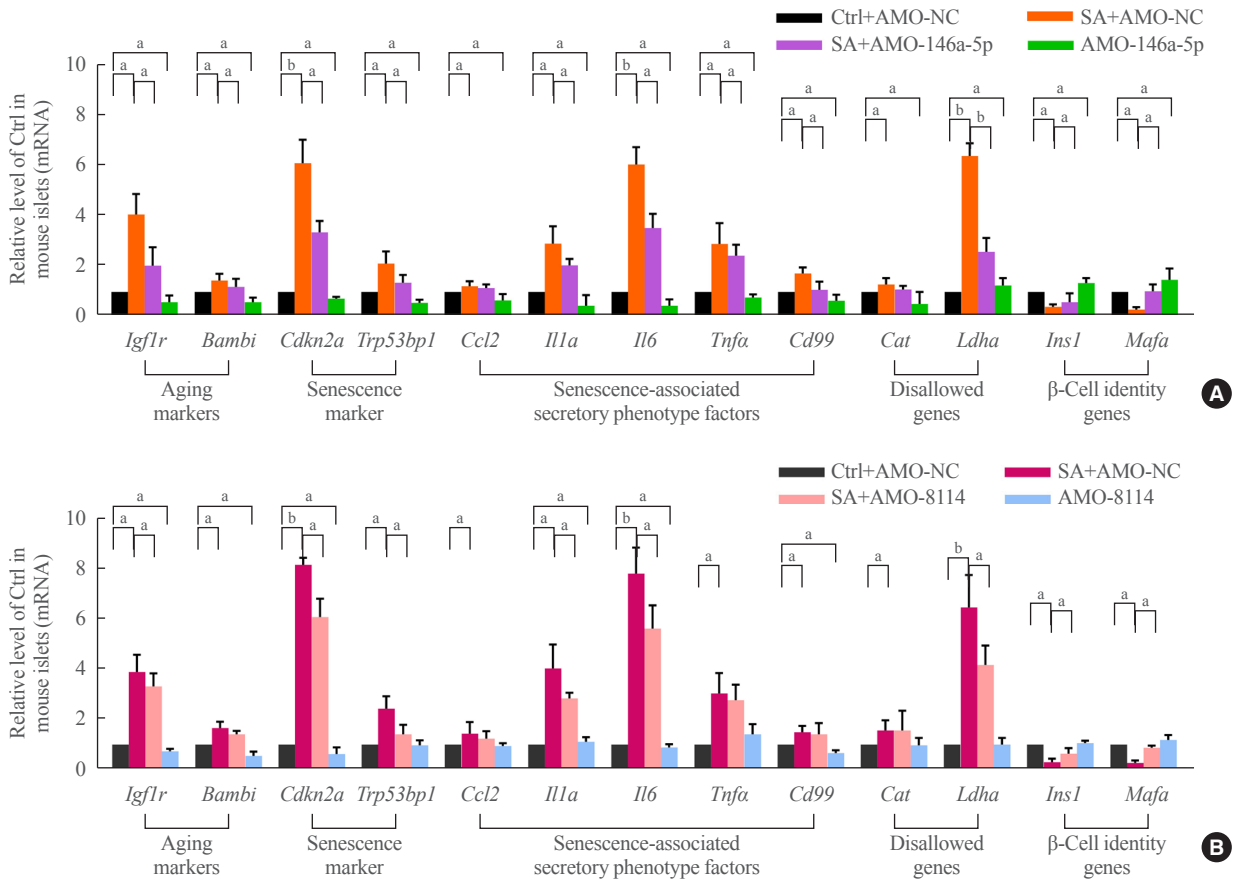 Ctrl+AMO-NC SA+AMO-NC
SA+AMO-146a-5p AMO-146a-5p
a a a a a a a a a a a a
a a a a b a a a a a a b a a a a a a b b a a a a
Relative level of Ctrl in
mouse islets (mRNA)
10
8
6
4
2
0
Igf1r Bambi Cdkn2a Trp53bp1 Ccl2 Il1a Il6 Tnfα Cd99 Cat Ldha Ins1 Mafa
Aging
markers
Senescence
marker
Senescence-associated
secretory phenotype factors
Disallowed
genes
β-Cell identity
genes
A
Ctrl+AMO-NC SA+AMO-NC
SA+AMO-8114 AMO-8114
a a a a a a
a a a b a a a a a a b a a a a b a a a a a
Relative level of Ctrl in
mouse islets (mRNA)
10
8
6
4
2
0
Igf1r Bambi Cdkn2a Trp53bp1 Ccl2 Il1a Il6 Tnfα Cd99 Cat Ldha Ins1 Mafa
Aging
markers
Senescence
marker
Senescence-associated
secretory phenotype factors
Disallowed
genes
β-Cell identity
genes
B